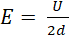 E = U / 2d